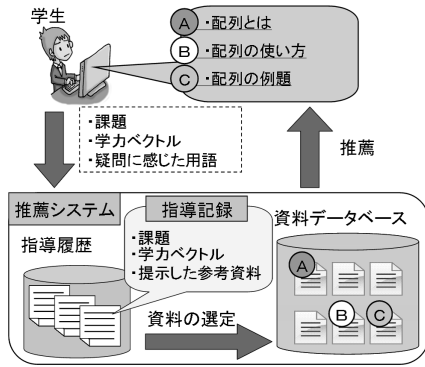 学生
A ・配列とは
B ・配列の使い方
C ・配列の例題
・課題
・学力ベクトル
・疑問に感じた用語
推薦
推薦システム
指導記録
指導履歴
・課題
・学力ベクトル
・提示した参考資料
資料データベース
A
B
C
資料の選定